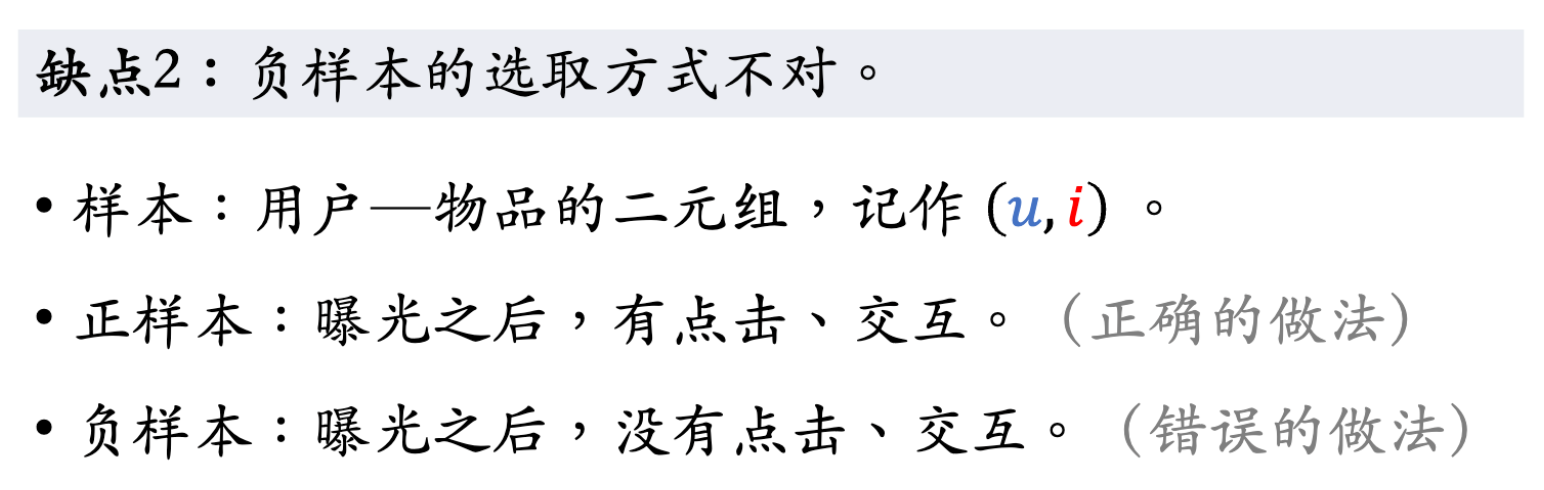 缺点2：负样本的选取方式不对。
• 样本：用户—物品的二元组，记作 (u, i) 。
• 正样本：曝光之后，有点击、交互。（正确的做法）
• 负样本：曝光之后，没有点击、交互。（错误的做法）